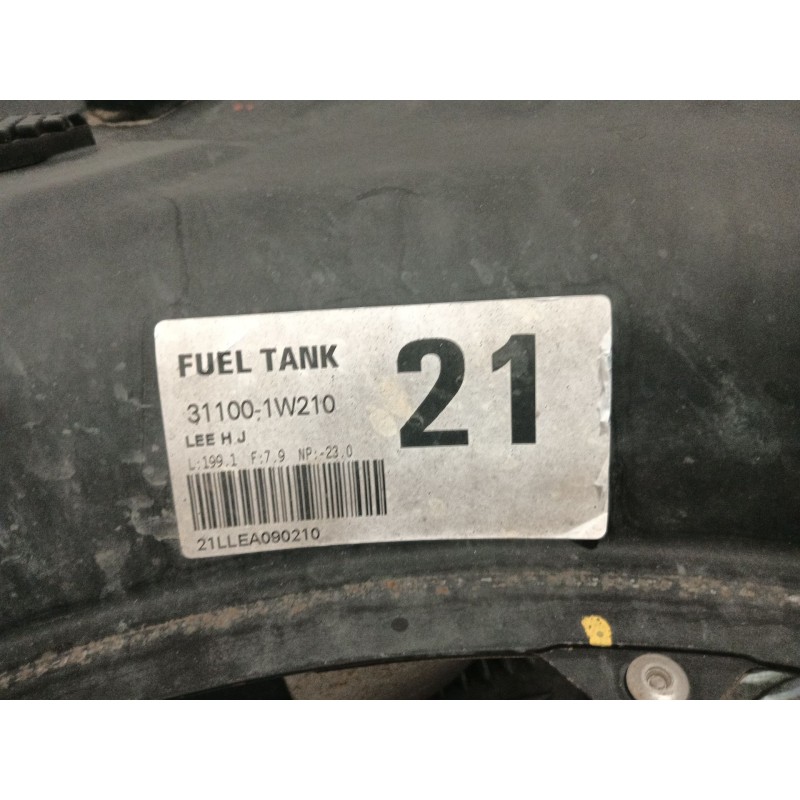 FUEL TANK
21
31100-1W210
LEE H.J
L:199.1 F:7.9 NP:-23.0
21LLEA090210